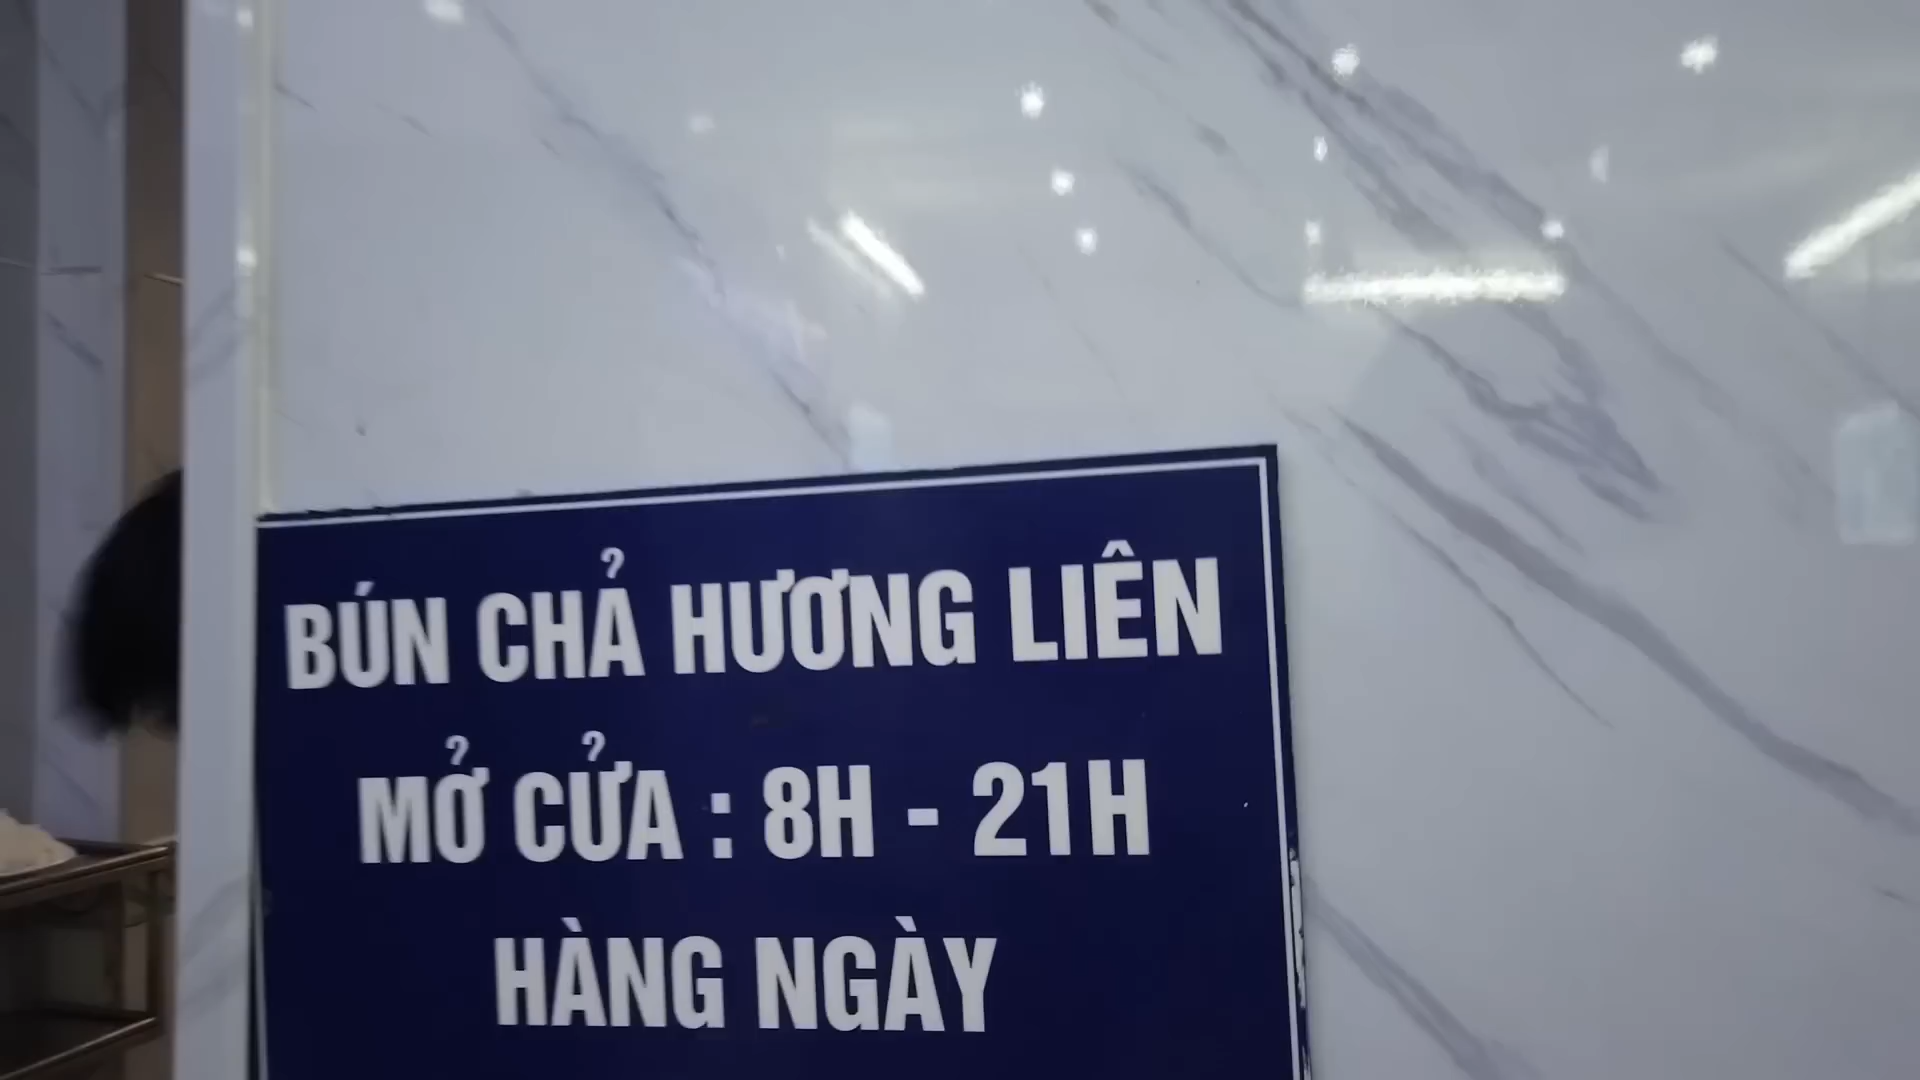 BÚN CHẢ HƯƠNG LIÊN
MỞ CỬA : 8H - 21H
HÀNG NGÀY